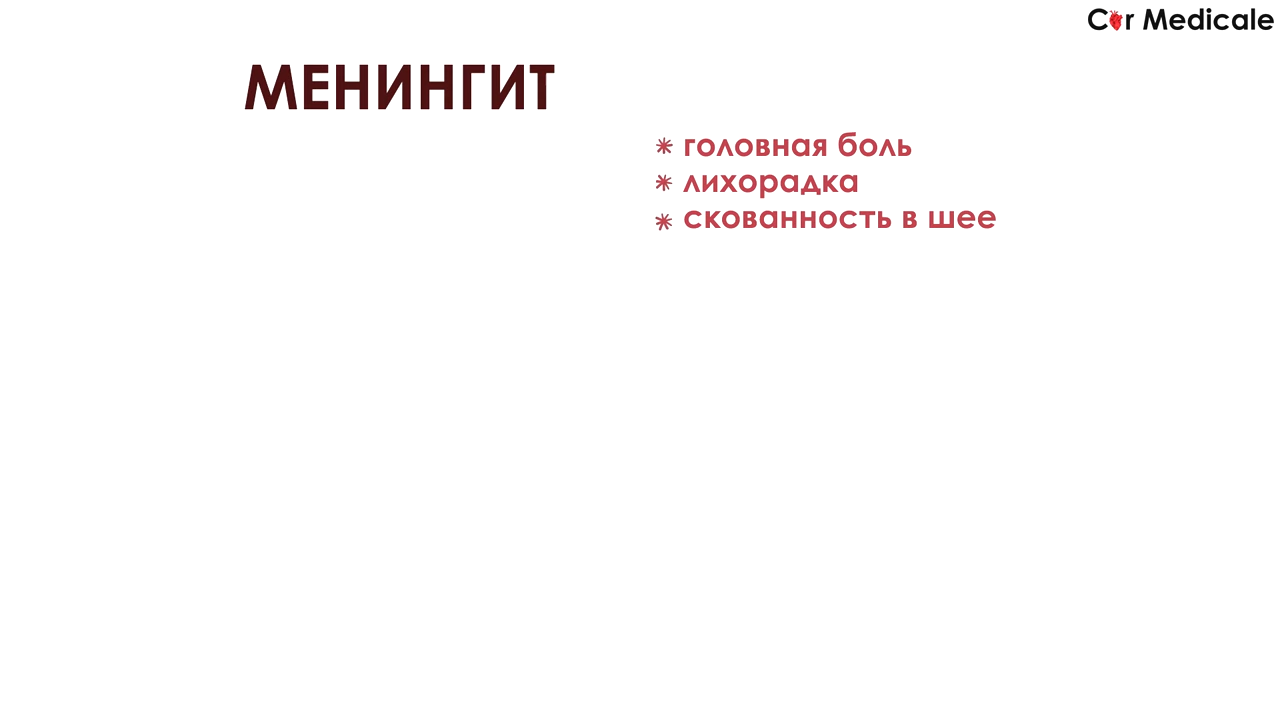 Cor Medicale
МЕНИНГИТ
* головная боль
* лихорадка
* скованность в шее